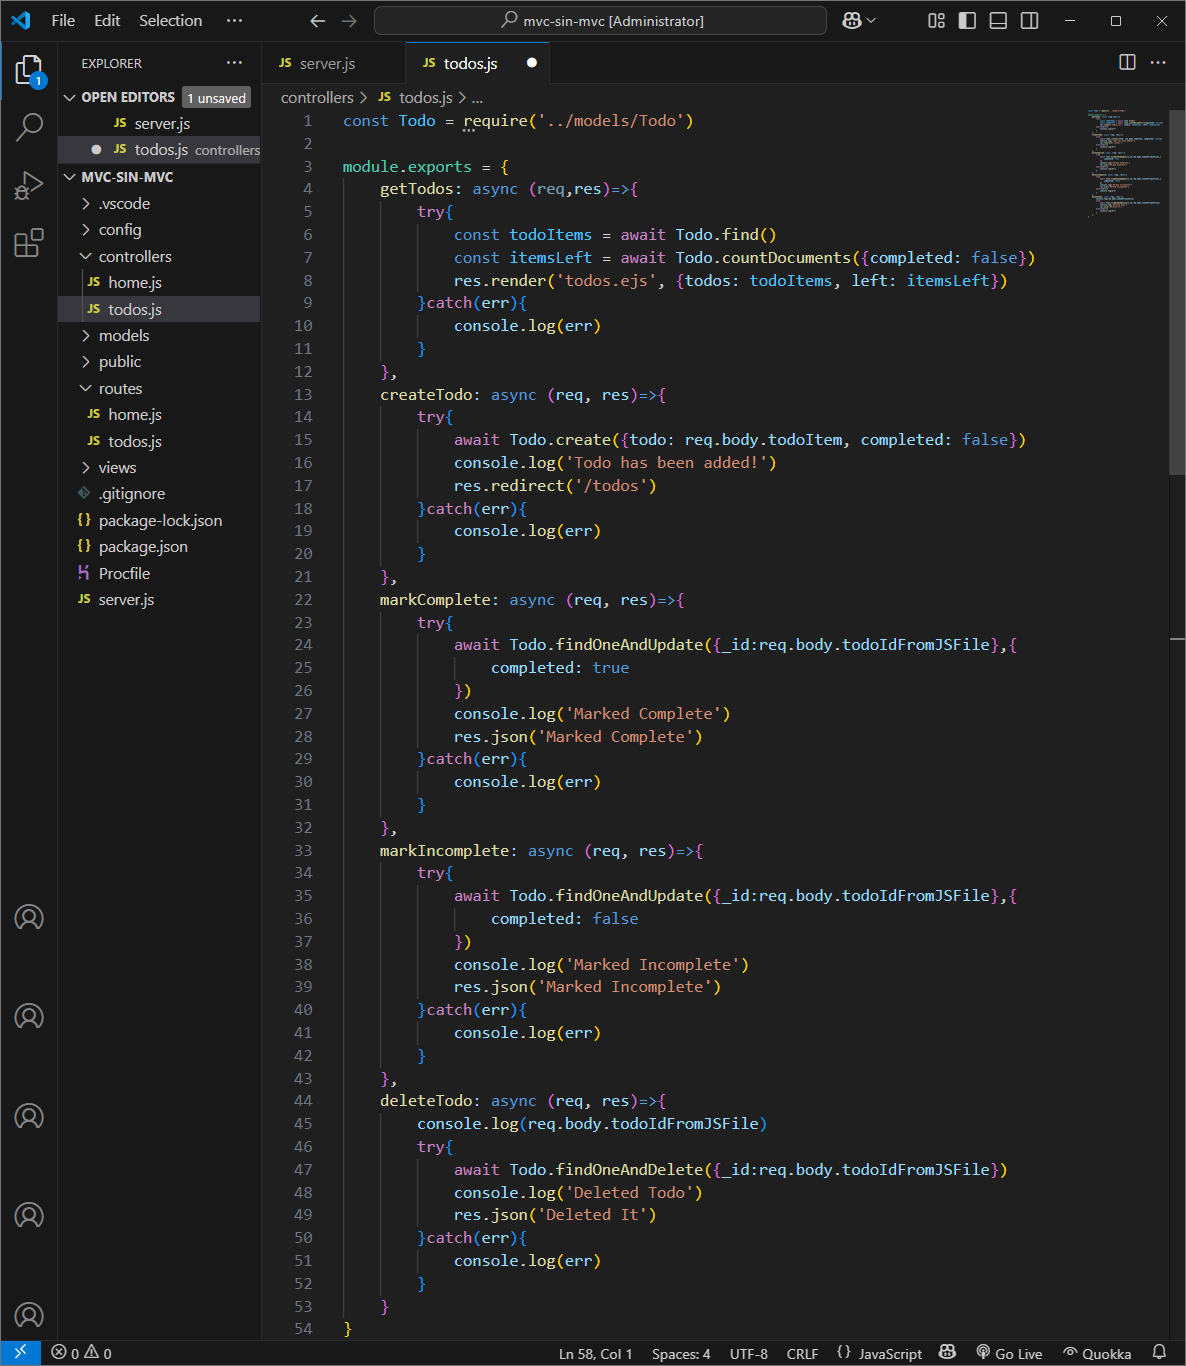 File Edit Selection ··· mvc-sin-mvc [Administrator]
EXPLORER ···
OPEN EDITORS 1 unsaved
JS server.js
JS todos.js controllers
MVC-SIN-MVC
.vscode
config
controllers
JS home.js
JS todos.js
models
public
routes
JS home.js
JS todos.js
views
.gitignore
{} package-lock.json
{} package.json
Procfile
JS server.js
1
JS server.js JS todos.js
controllers > JS todos.js > ...
1 const Todo = require('../models/Todo')
2
3 module.exports = {
4 getTodos: async (req,res)=>{
5 try{
6 const todoItems = await Todo.find()
7 const itemsLeft = await Todo.countDocuments({completed: false})
8 res.render('todos.ejs', {todos: todoItems, left: itemsLeft})
9 }catch(err){
10 console.log(err)
11 }
12 },
13 createTodo: async (req, res)=>{
14 try{
15 await Todo.create({todo: req.body.todoItem, completed: false})
16 console.log('Todo has been added!')
17 res.redirect('/todos')
18 }catch(err){
19 console.log(err)
20 }
21 },
22 markComplete: async (req, res)=>{
23 try{
24 await Todo.findOneAndUpdate({_id:req.body.todoIdFromJSFile},{
25 completed: true
26 })
27 console.log('Marked Complete')
28 res.json('Marked Complete')
29 }catch(err){
30 console.log(err)
31 }
32 },
33 markIncomplete: async (req, res)=>{
34 try{
35 await Todo.findOneAndUpdate({_id:req.body.todoIdFromJSFile},{
36 completed: false
37 })
38 console.log('Marked Incomplete')
39 res.json('Marked Incomplete')
40 }catch(err){
41 console.log(err)
42 }
43 },
44 deleteTodo: async (req, res)=>{
45 console.log(req.body.todoIdFromJSFile)
46 try{
47 await Todo.findOneAndDelete({_id:req.body.todoIdFromJSFile})
48 console.log('Deleted Todo')
49 res.json('Deleted It')
50 }catch(err){
51 console.log(err)
52 }
53 }
54 }
0 0 Ln 58, Col 1 Spaces: 4 UTF-8 CRLF {} JavaScript Go Live Quokka